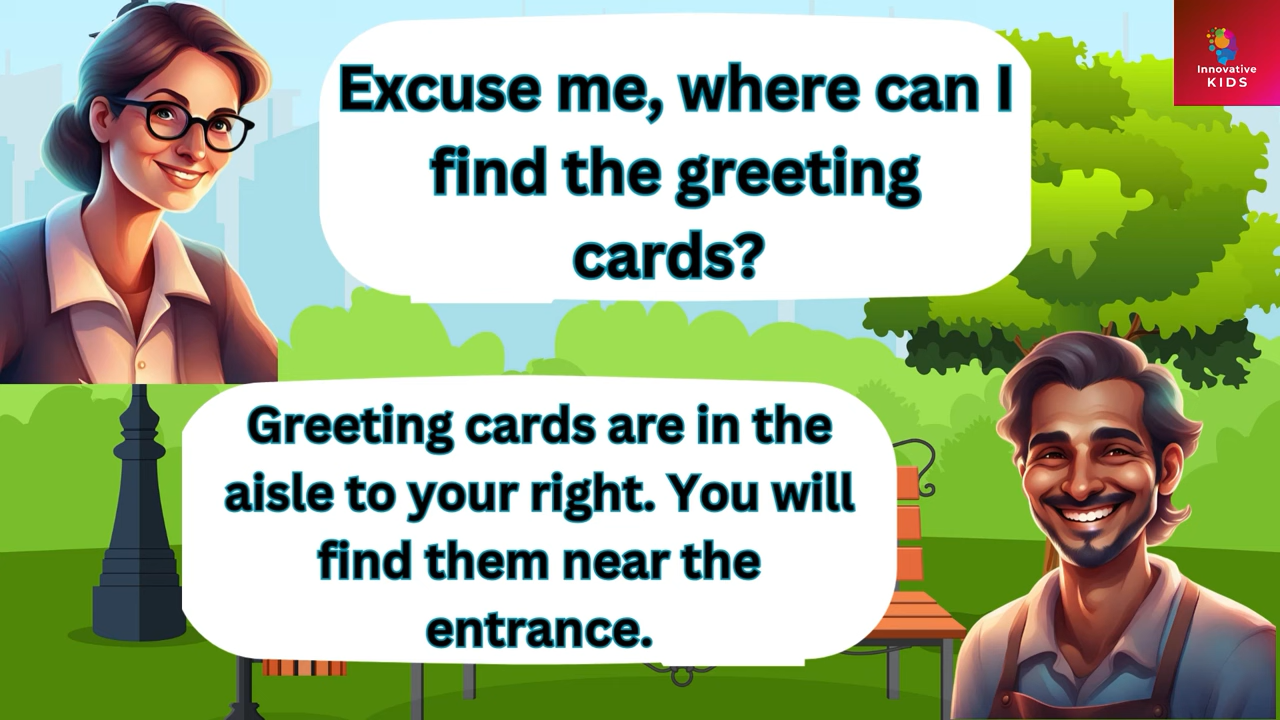 Excuse me, where can I
find the greeting
cards?
Innovative
KIDS
Greeting cards are in the
aisle to your right. You will
find them near the
entrance.